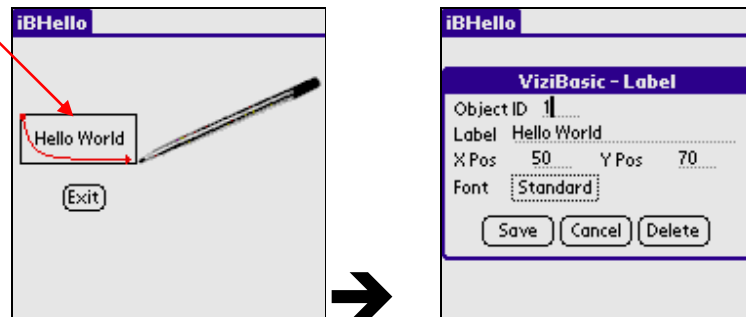 iBHello
Hello World
Exit
iBHello
ViziBasic - Label
Object ID 1
Label Hello World
X Pos 50 Y Pos 70
Font Standard
Save Cancel Delete